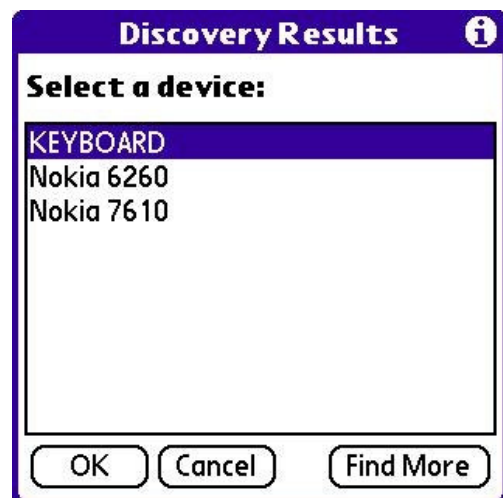 Discovery Results i
Select a device:
KEYBOARD
Nokia 6260
Nokia 7610
OK Cancel Find More